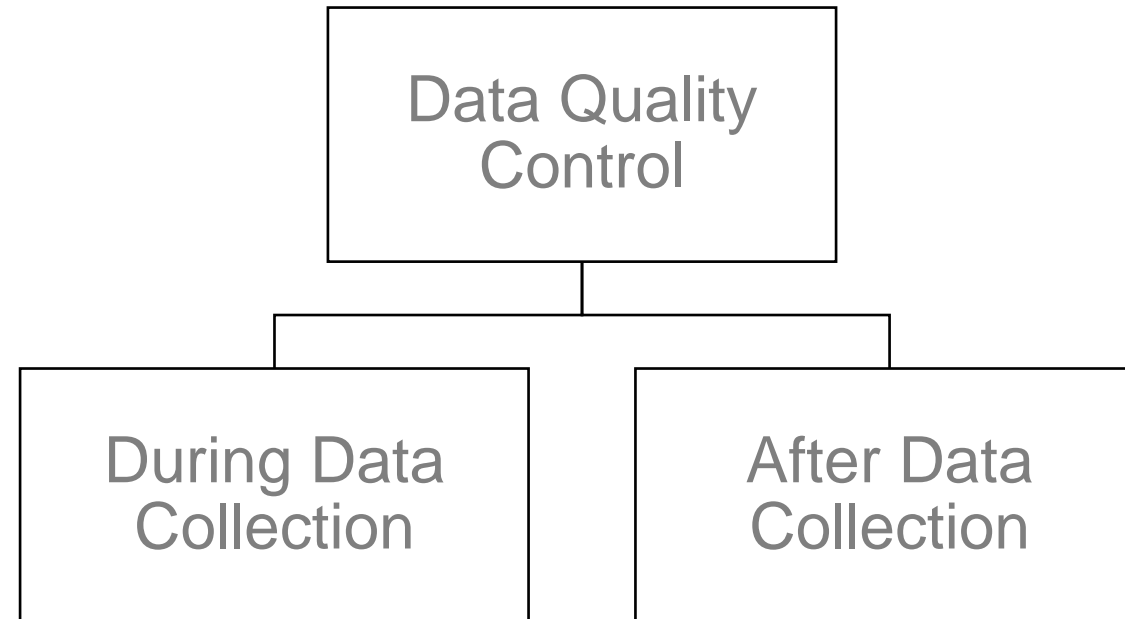 Data Quality
Control
During Data
Collection
After Data
Collection